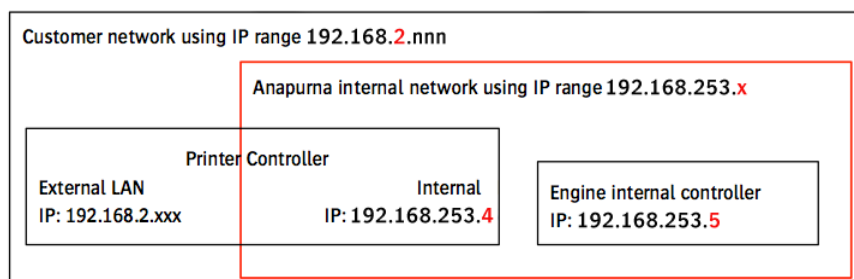 Customer network using IP range 192.168.2.nnn
Anapurna internal network using IP range 192.168.253.x
Printer Controller
External LAN Internal
IP: 192.168.2.xxx IP: 192.168.253.4
Engine internal controller
IP: 192.168.253.5